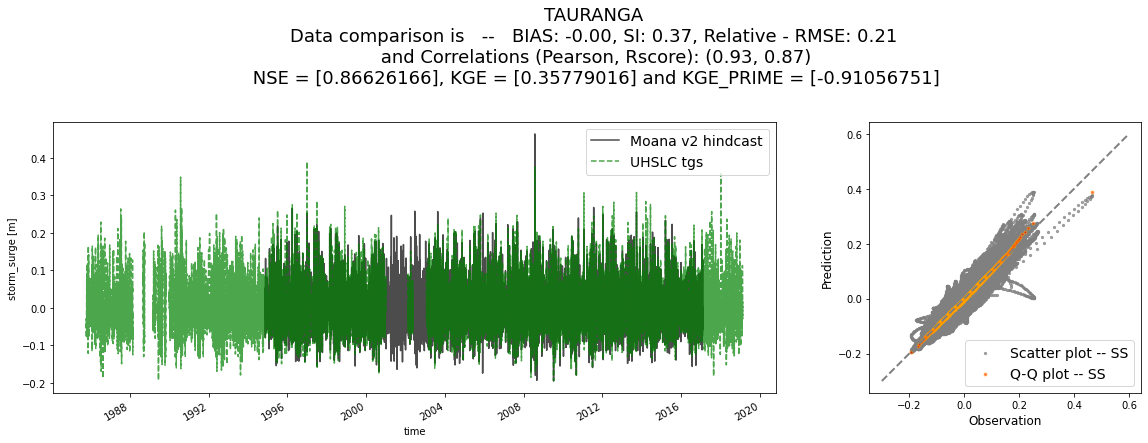 TAURANGA
Data comparison is -- BIAS: -0.00, SI: 0.37, Relative - RMSE: 0.21
and Correlations (Pearson, Rscore): (0.93, 0.87)
NSE = [0.86626166], KGE = [0.35779016] and KGE_PRIME = [-0.91056751]
storm_surge [m]
0.4
0.3
0.2
0.1
0.0
−0.1
−0.2
Moana v2 hindcast
UHSLC tgs
1988
1992
1996
2000
2004
2008
2012
2016
2020
time
Prediction
0.6
0.4
0.2
0.0
−0.2
Scatter plot -- SS
Q-Q plot -- SS
−0.2
0.0
0.2
0.4
0.6
Observation